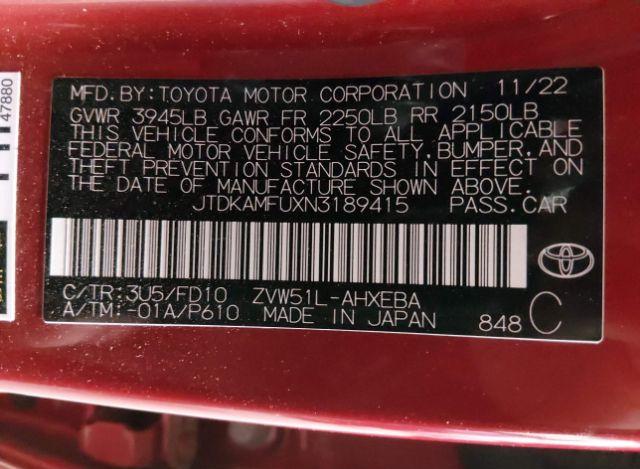 MFD. BY: TOYOTA MOTOR CORPORATION 11/22
GVWR 3945LB GAWR FR 2250LB RR 2150LB
THIS VEHICLE CONFORMS TO ALL APPLICABLE
FEDERAL MOTOR VEHICLE SAFETY, BUMPER, AND
THEFT PREVENTION STANDARDS IN EFFECT ON
THE DATE OF MANUFACTURE SHOWN ABOVE.
JTDKAMFUXN3189415 PASS.CAR
C/TR: 3U5/FD10 ZVW51L-AHXEBA
A/TM: -01A/P610 MADE IN JAPAN 848 C
TOYOTA
47880